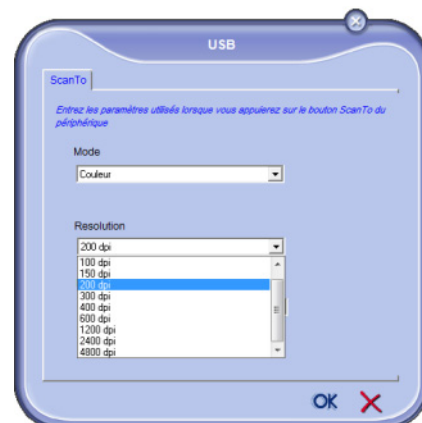 USB
ScanTo
Entrez les paramètres utilisés lorsque vous appuierez sur le bouton ScanTo du
périphérique
Mode
Couleur
Resolution
200 dpi
100 dpi
150 dpi
200 dpi
300 dpi
400 dpi
600 dpi
1200 dpi
2400 dpi
4800 dpi
OK